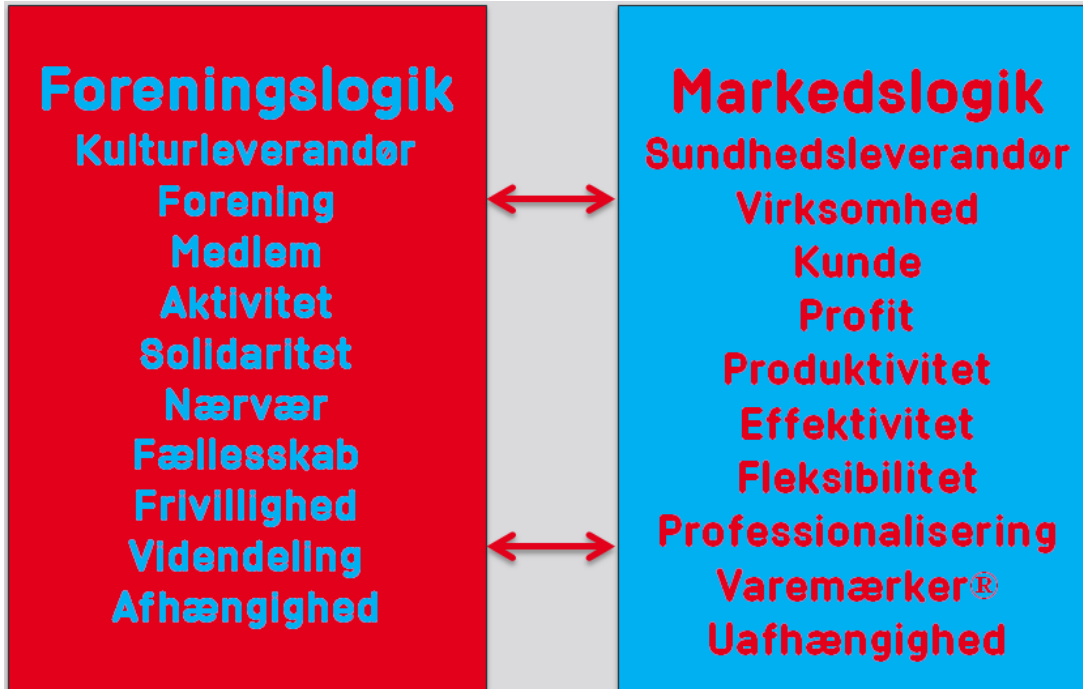 Foreningslogik
Kulturleverandør
Forening
Medlem
Aktivitet
Solidaritet
Nærvær
Fællesskab
Frivillighed
Videndeling
Afhængighed
Markedslogik
Sundhedsleverandør
Virksomhed
Kunde
Profit
Produktivitet
Effektivitet
Fleksibilitet
Professionalisering
Varemærker®
Uafhængighed